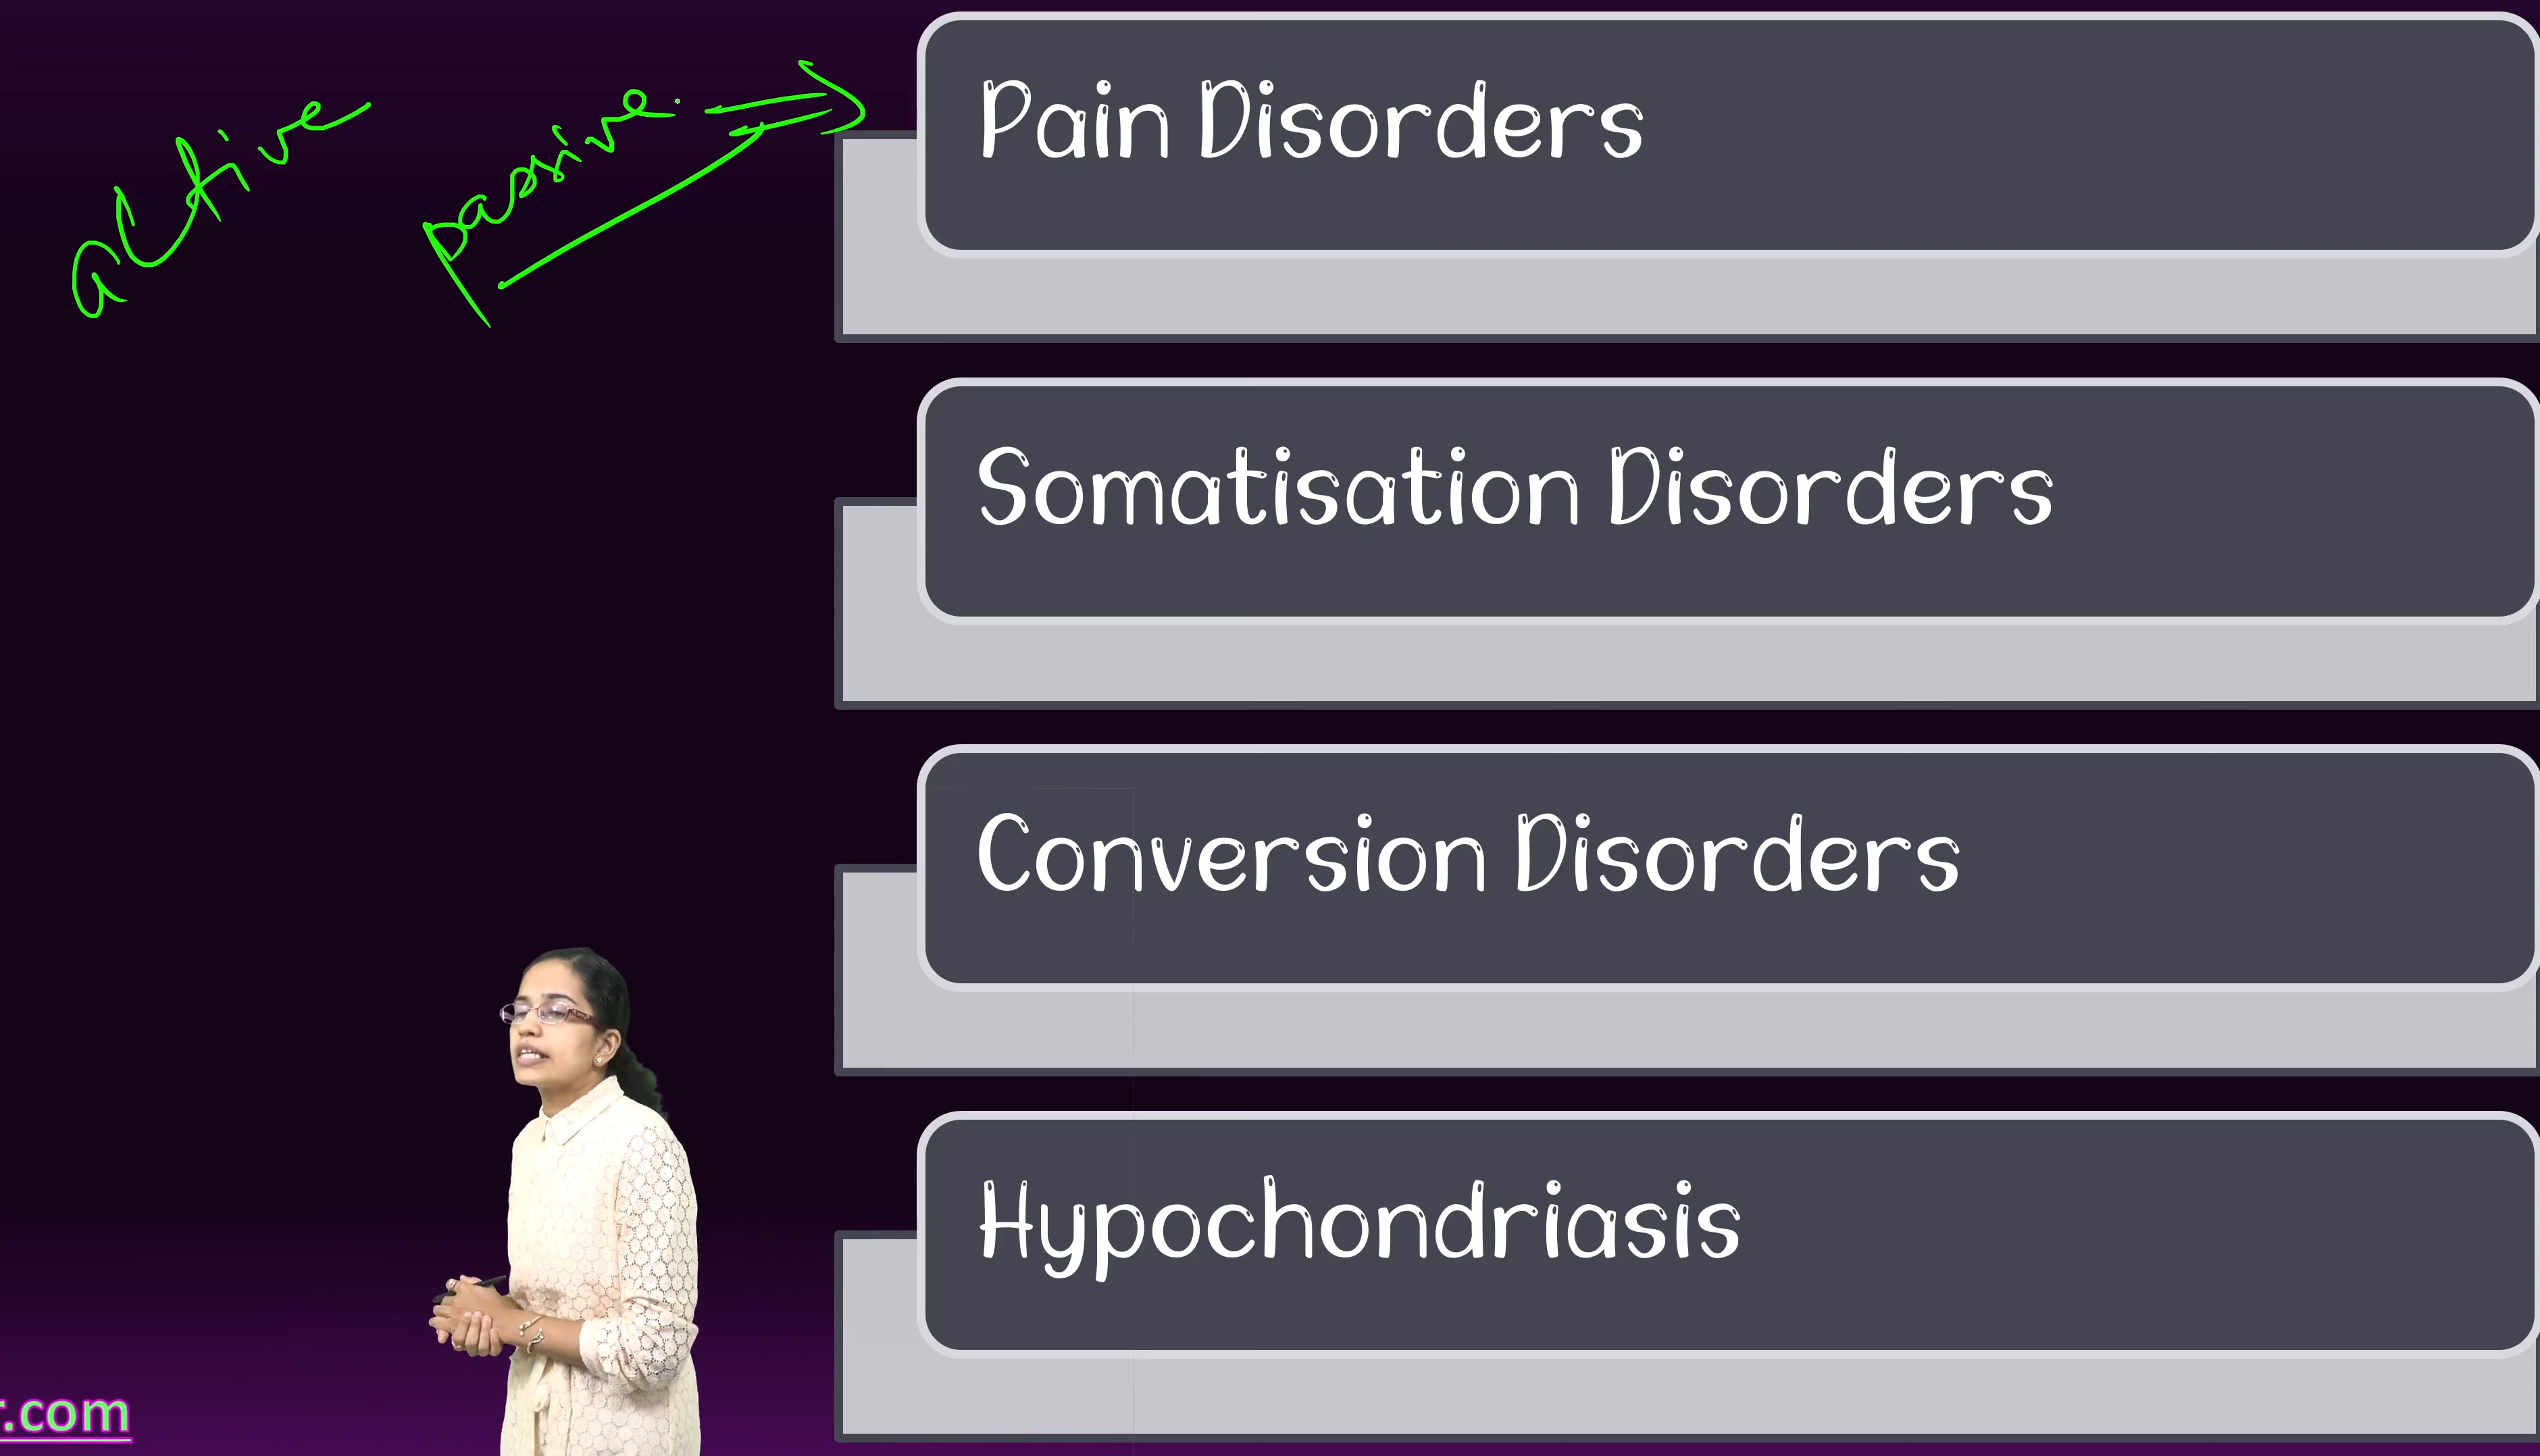 active passive.
Pain Disorders
Somatisation Disorders
Conversion Disorders
Hypochondriasis
.com